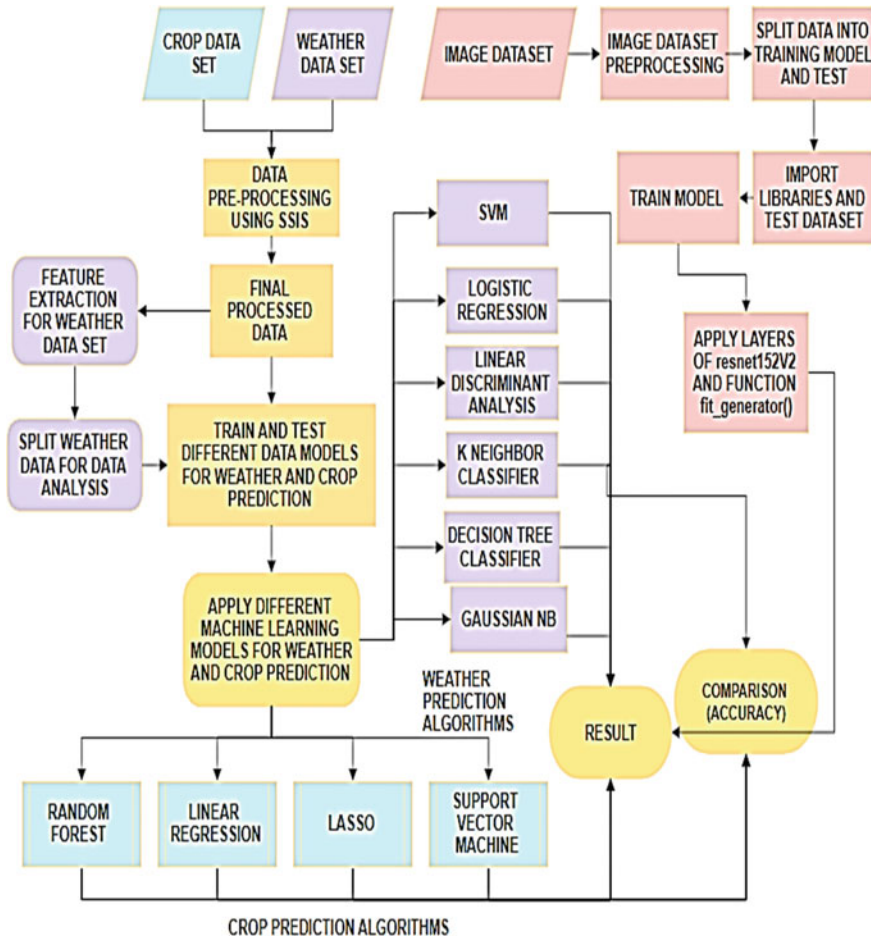 CROP DATA
SET
WEATHER
DATA SET
IMAGE DATASET
IMAGE DATASET
PREPROCESSING
SPLIT DATA INTO
TRAINING MODEL
AND TEST
DATA
PRE-PROCESSING
USING SSIS
SVM
TRAIN MODEL
IMPORT
LIBRARIES AND
TEST DATASET
FEATURE
EXTRACTION
FOR WEATHER
DATA SET
FINAL
PROCESSED
DATA
LOGISTIC
REGRESSION
APPLY LAYERS
OF resnet152V2
AND FUNCTION
fit_generator()
LINEAR
DISCRIMINANT
ANALYSIS
SPLIT WEATHER
DATA FOR DATA
ANALYSIS
TRAIN AND TEST
DIFFERENT DATA MODELS
FOR WEATHER AND CROP
PREDICTION
K NEIGHBOR
CLASSIFIER
DECISION TREE
CLASSIFIER
APPLY DIFFERENT
MACHINE LEARNING
MODELS FOR WEATHER
AND CROP PREDICTION
GAUSSIAN NB
WEATHER
PREDICTION
ALGORITHMS
RESULT
COMPARISON
(ACCURACY)
RANDOM
FOREST
LINEAR
REGRESSION
LASSO
SUPPORT
VECTOR
MACHINE
CROP PREDICTION ALGORITHMS